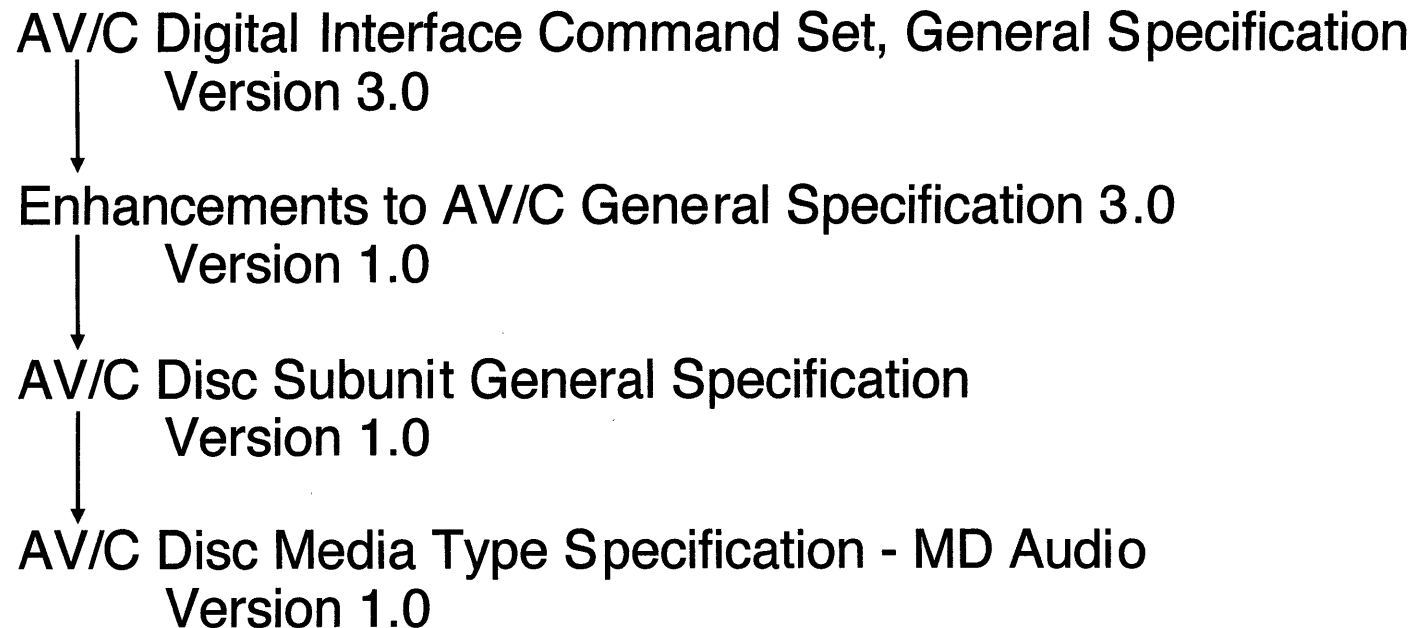 AV/C Digital Interface Command Set, General Specification
Version 3.0
Enhancements to AV/C General Specification 3.0
Version 1.0
AV/C Disc Subunit General Specification
Version 1.0
AV/C Disc Media Type Specification - MD Audio
Version 1.0